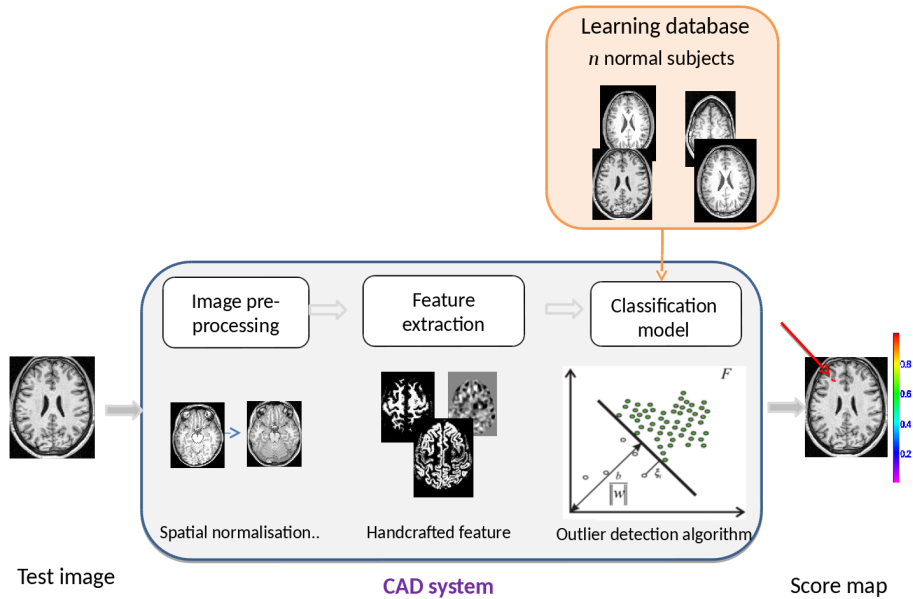 Learning database
n normal subjects
Image pre-
processing
Feature
extraction
Classification
model
F
b
‖w‖
ξᵢ
0.8
0.6
0.4
0.2
Spatial normalisation..
Handcrafted feature
Outlier detection algorithm
Test image
CAD system
Score map